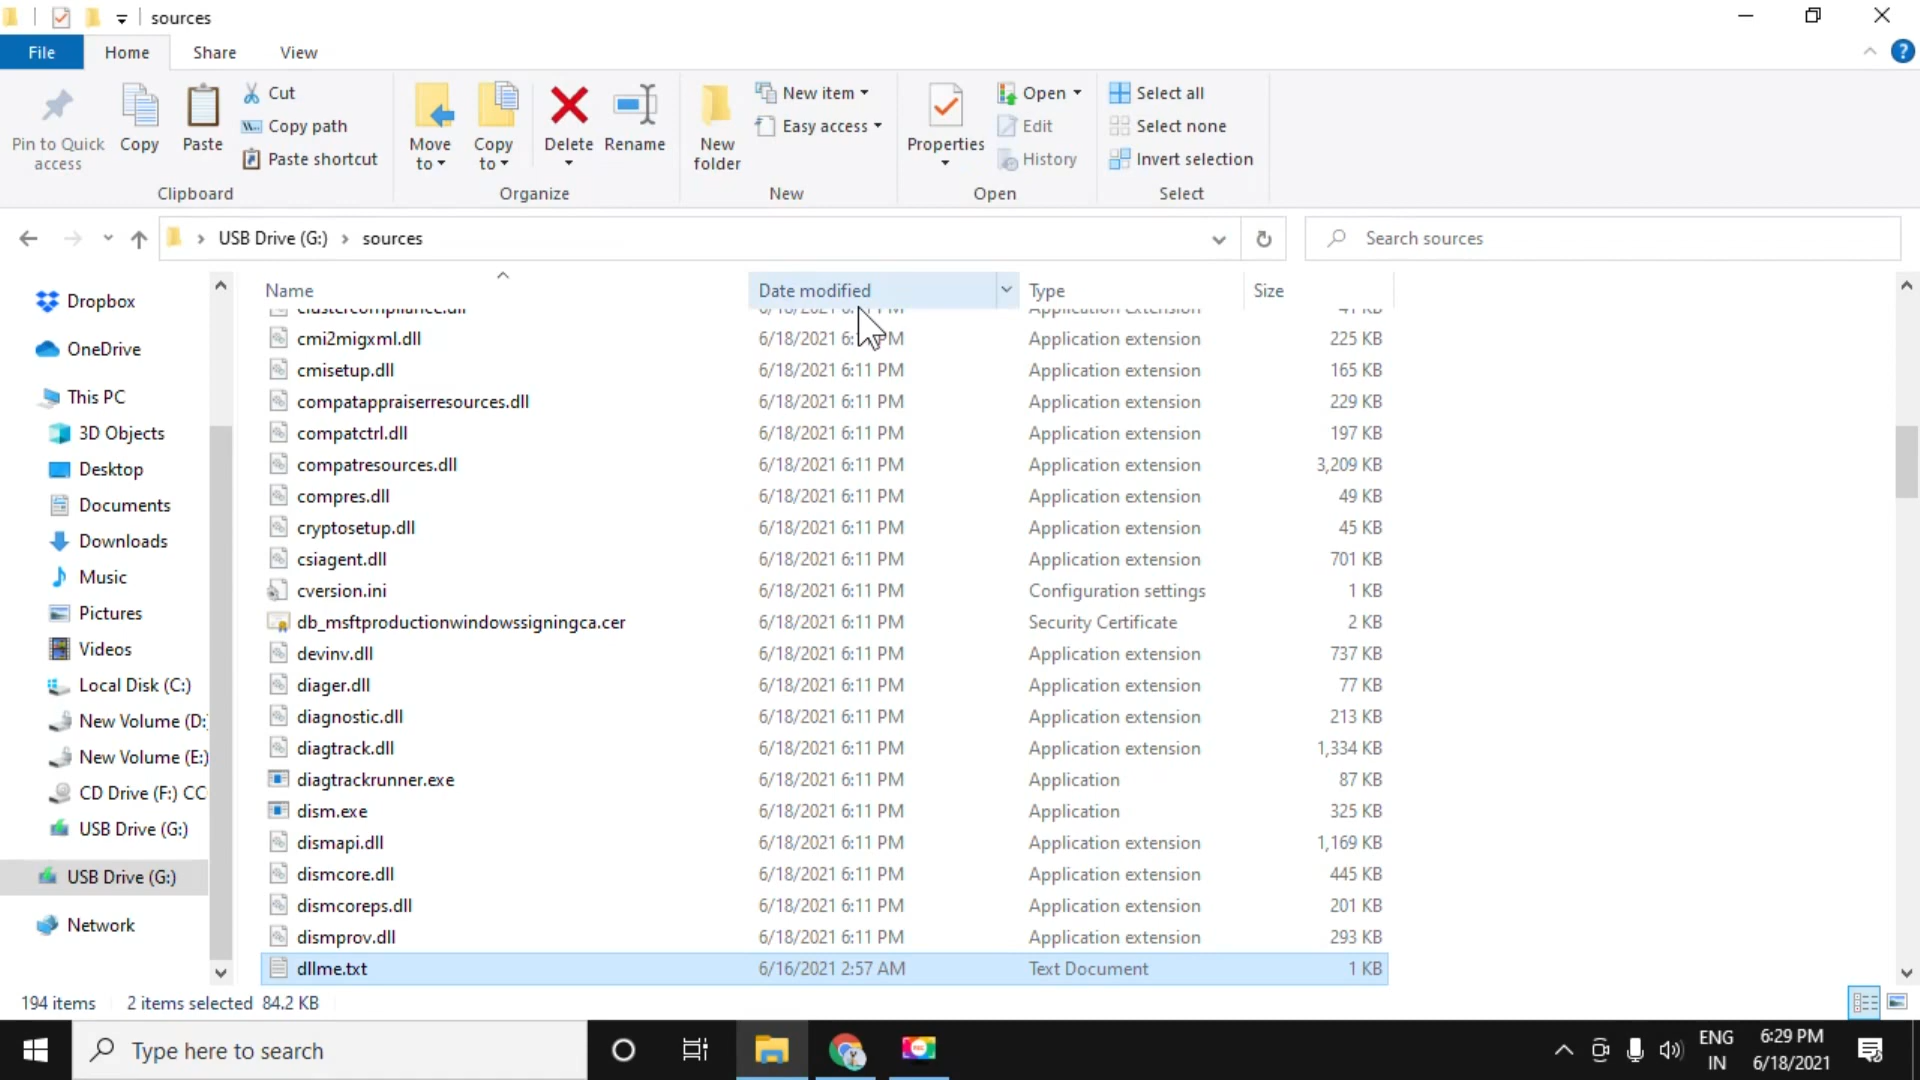 sources
File Home Share View
Pin to Quick access
Copy
Paste
Cut
Copy path
Paste shortcut
Clipboard
Move to
Copy to
Delete
Rename
Organize
New folder
New item
Easy access
New
Properties
Open
Edit
History
Open
Select all
Select none
Invert selection
Select
USB Drive (G:) sources
Search sources
Dropbox
OneDrive
This PC
3D Objects
Desktop
Documents
Downloads
Music
Pictures
Videos
Local Disk (C:)
New Volume (D:
New Volume (E:)
CD Drive (F:) CC
USB Drive (G:)
USB Drive (G:)
Network
Name Date modified Type Size
cmi2migxml.dll 6/18/2021 6: PM Application extension 225 KB
cmisetup.dll 6/18/2021 6:11 PM Application extension 165 KB
compatappraiserresources.dll 6/18/2021 6:11 PM Application extension 229 KB
compatctrl.dll 6/18/2021 6:11 PM Application extension 197 KB
compatresources.dll 6/18/2021 6:11 PM Application extension 3,209 KB
compres.dll 6/18/2021 6:11 PM Application extension 49 KB
cryptosetup.dll 6/18/2021 6:11 PM Application extension 45 KB
csiagent.dll 6/18/2021 6:11 PM Application extension 701 KB
cversion.ini 6/18/2021 6:11 PM Configuration settings 1 KB
db_msftproductionwindowssigningca.cer 6/18/2021 6:11 PM Security Certificate 2 KB
devinv.dll 6/18/2021 6:11 PM Application extension 737 KB
diager.dll 6/18/2021 6:11 PM Application extension 77 KB
diagnostic.dll 6/18/2021 6:11 PM Application extension 213 KB
diagtrack.dll 6/18/2021 6:11 PM Application extension 1,334 KB
diagtrackrunner.exe 6/18/2021 6:11 PM Application 87 KB
dism.exe 6/18/2021 6:11 PM Application 325 KB
dismapi.dll 6/18/2021 6:11 PM Application extension 1,169 KB
dismcore.dll 6/18/2021 6:11 PM Application extension 445 KB
dismcoreps.dll 6/18/2021 6:11 PM Application extension 201 KB
dismprov.dll 6/18/2021 6:11 PM Application extension 293 KB
dllme.txt 6/16/2021 2:57 AM Text Document 1 KB
194 items 2 items selected 84.2 KB
Type here to search
ENG
IN
6:29 PM
6/18/2021